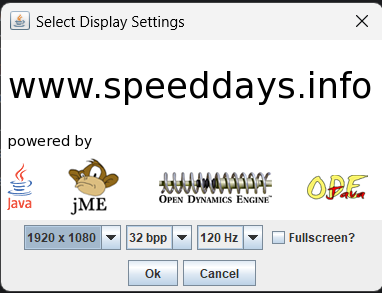 Select Display Settings
www.speeddays.info
powered by
Java jME OPEN DYNAMICS ENGINE™ ODE Java
1920 x 1080 32 bpp 120 Hz Fullscreen?
Ok Cancel